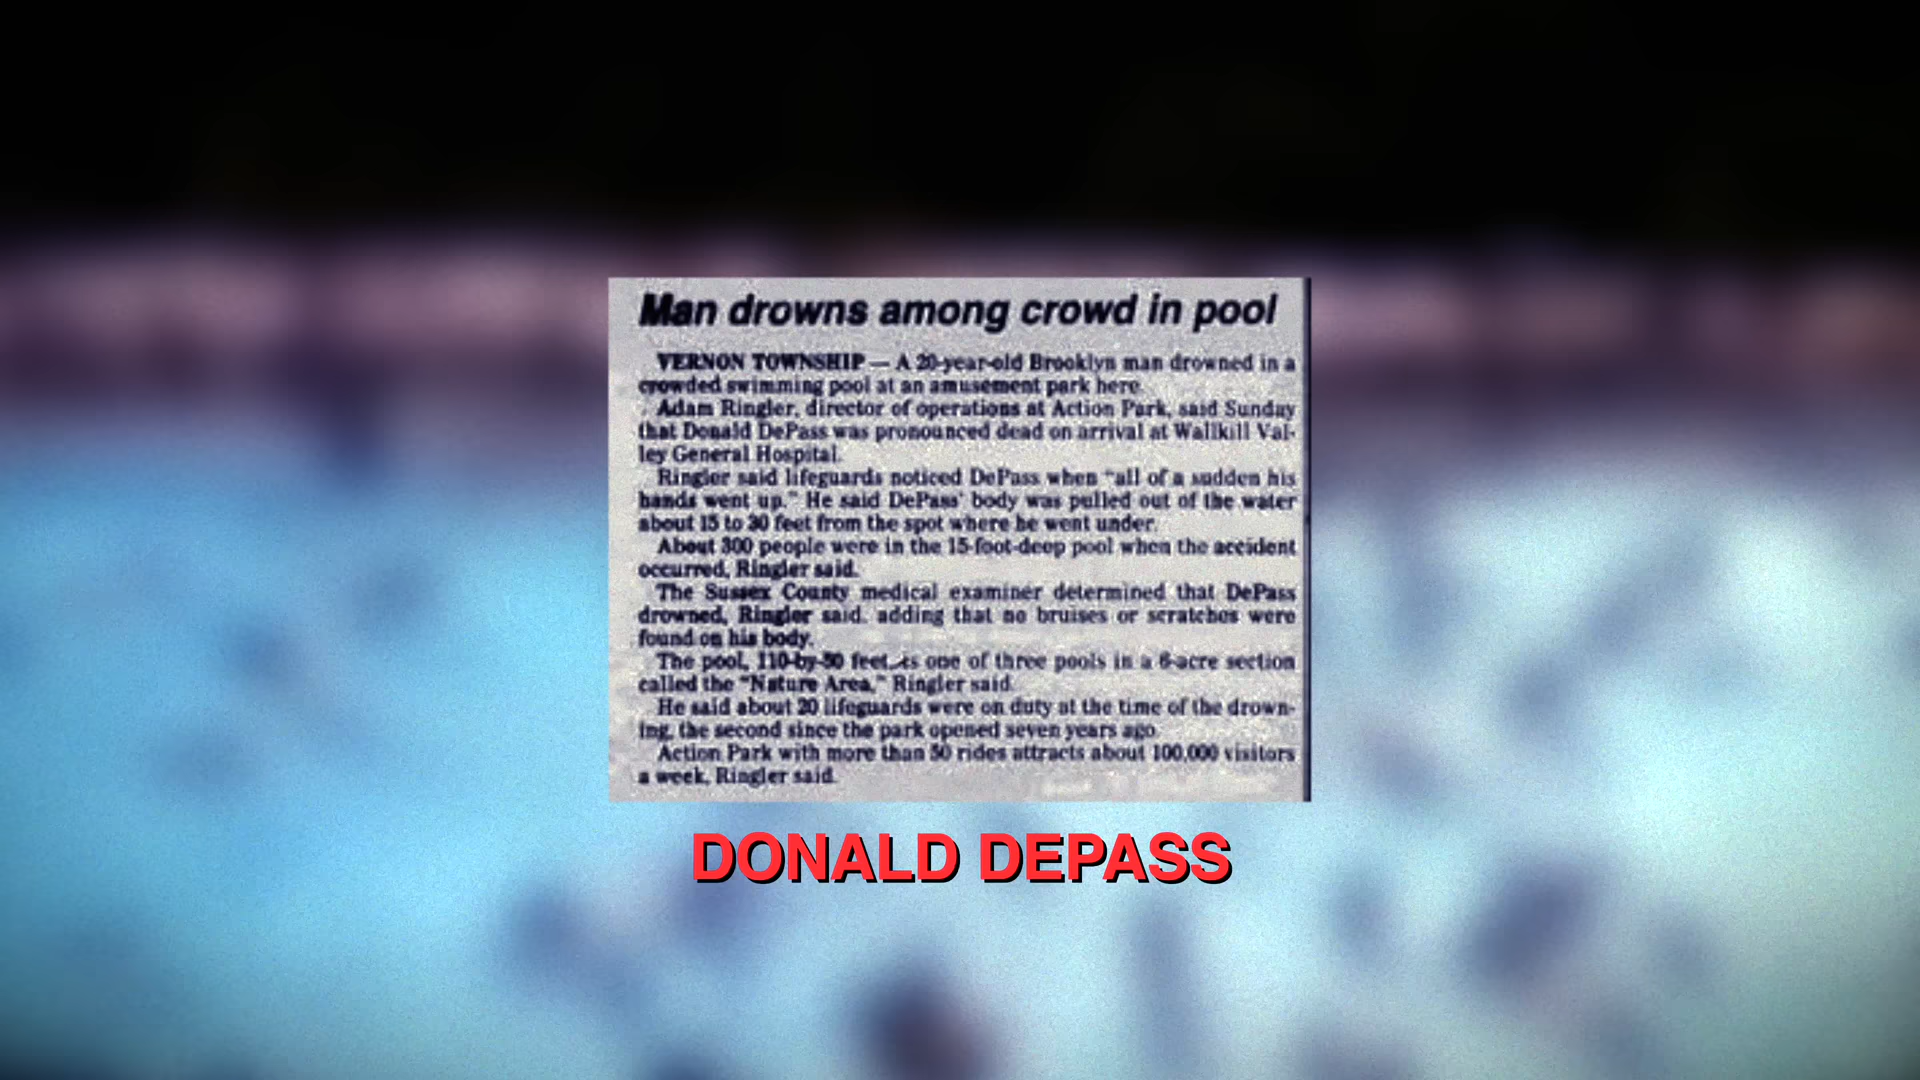 Man drowns among crowd in pool
VERNON TOWNSHIP — A 20-year-old Brooklyn man drowned in a
crowded swimming pool at an amusement park here.
Adam Ringler, director of operations at Action Park, said Sunday
that Donald DePass was pronounced dead on arrival at Wallkill Val-
ley General Hospital.
Ringler said lifeguards noticed DePass when "all of a sudden his
hands went up." He said DePass' body was pulled out of the water
about 15 to 30 feet from the spot where he went under.
About 300 people were in the 15-foot-deep pool when the accident
occurred, Ringler said.
The Sussex County medical examiner determined that DePass
drowned, Ringler said, adding that no bruises or scratches were
found on his body.
The pool, 110-by-50 feet, is one of three pools in a 6-acre section
called the "Nature Area," Ringler said.
He said about 20 lifeguards were on duty at the time of the drown-
ing, the second since the park opened seven years ago.
Action Park with more than 50 rides attracts about 100,000 visitors
a week, Ringler said.
DONALD DEPASS